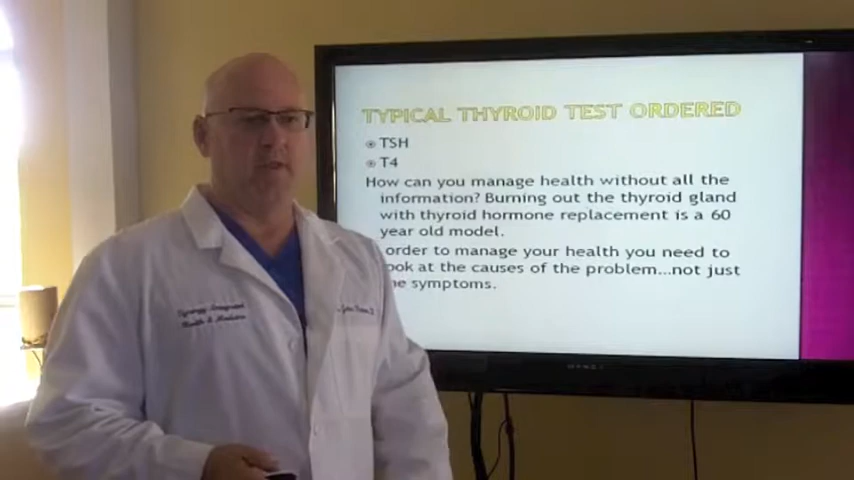 TYPICAL THYROID TEST ORDERED
TSH
T4
How can you manage health without all the
information? Burning out the thyroid gland
with thyroid hormone replacement is a 60
year old model.
order to manage your health you need to
ook at the causes of the problem...not just
he symptoms.
Health & Medicine